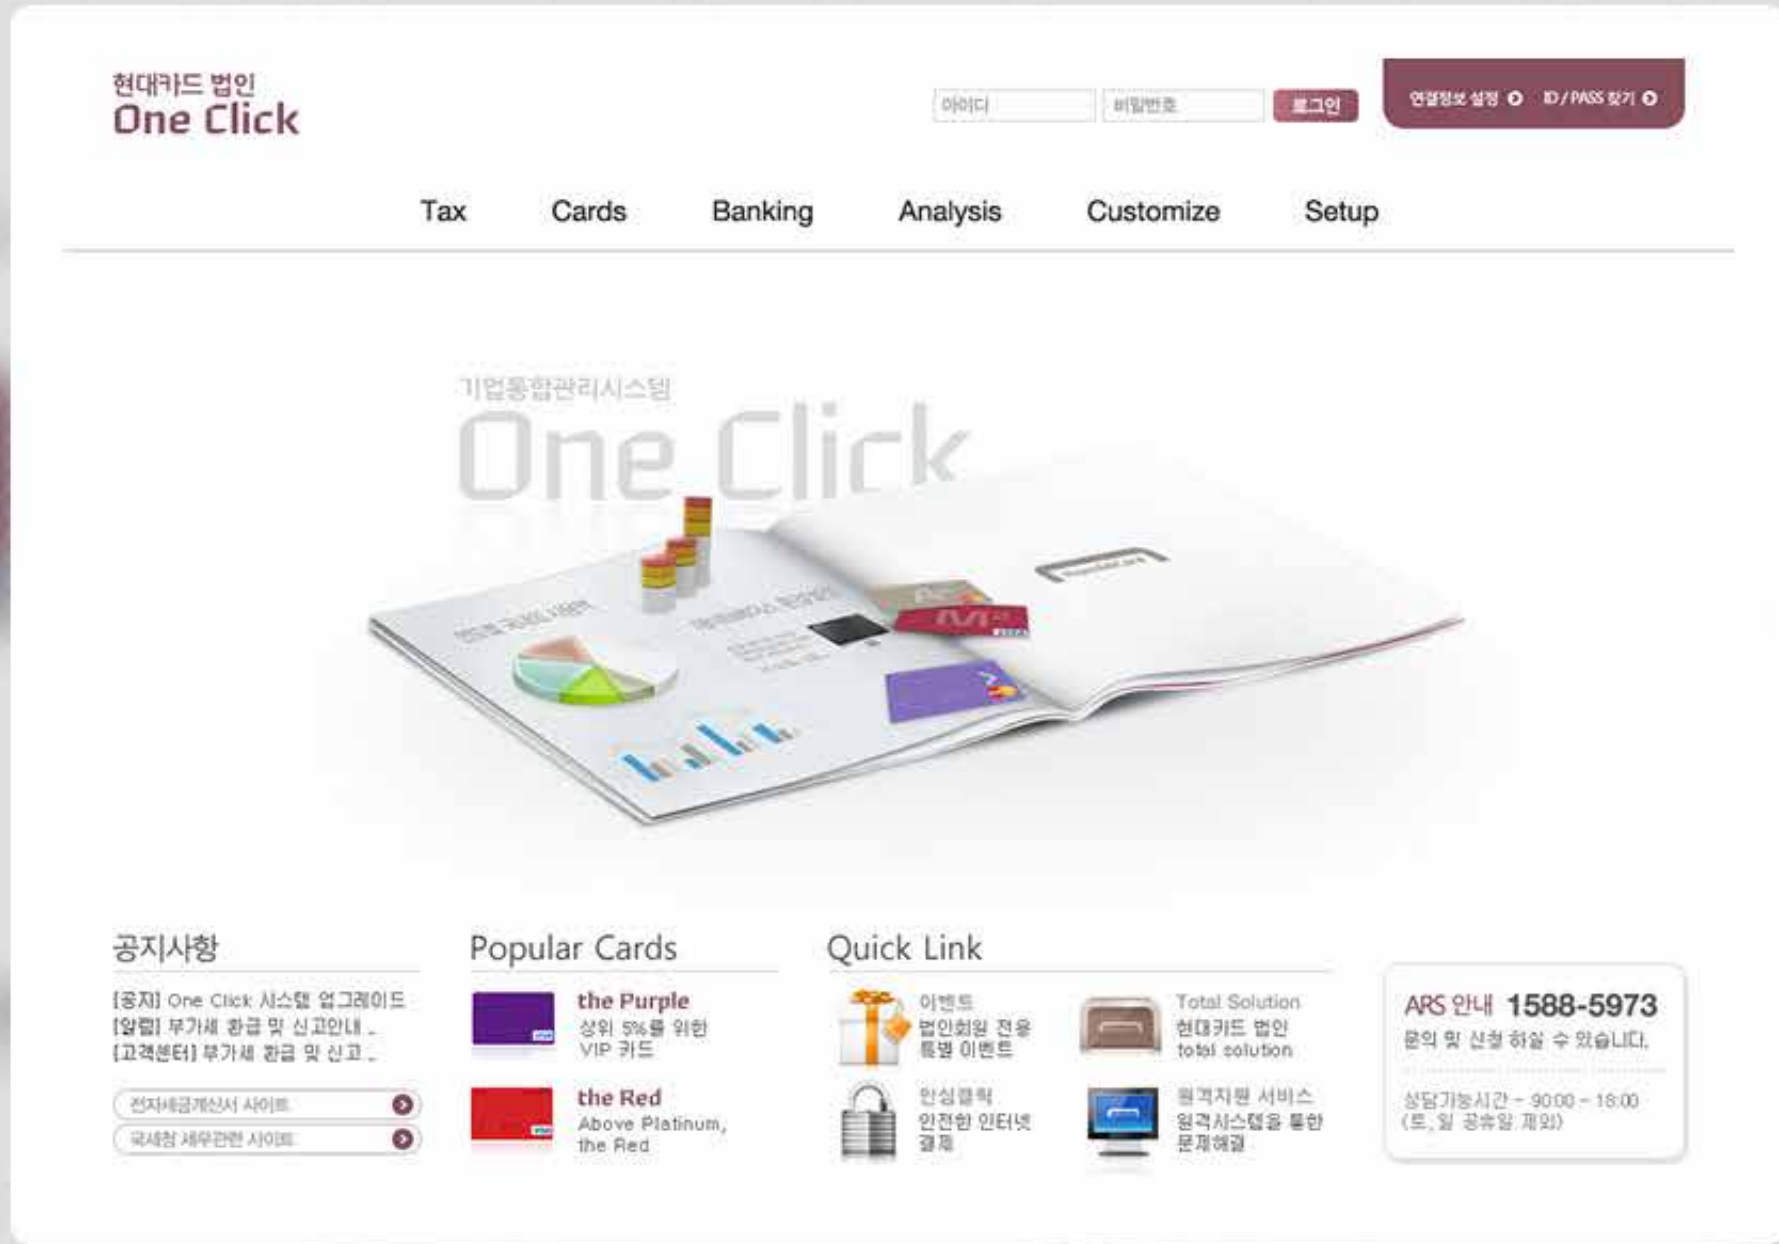 현대카드 법인
One Click
아이디
비밀번호
로그인
연결정보 설정
ID / PASS 찾기
Tax
Cards
Banking
Analysis
Customize
Setup
기업통합관리시스템
One Click
공지사항
[공지] One Click 시스템 업그레이드
[알림] 부가세 환급 및 신고안내 ..
[고객센터] 부가세 환급 및 신고 ..
전자세금계산서 사이트
국세청 세무관련 사이트
Popular Cards
the Purple
상위 5%를 위한
VIP 카드
the Red
Above Platinum,
the Red
Quick Link
이벤트
법인회원 전용
특별 이벤트
안심클릭
안전한 인터넷
결제
Total Solution
현대카드 법인
total solution
원격지원 서비스
원격시스템을 통한
문제해결
ARS 안내 1588-5973
문의 및 신청 하실 수 있습니다.
상담가능시간 - 90:00 - 18:00
(토, 일 공휴일 제외)